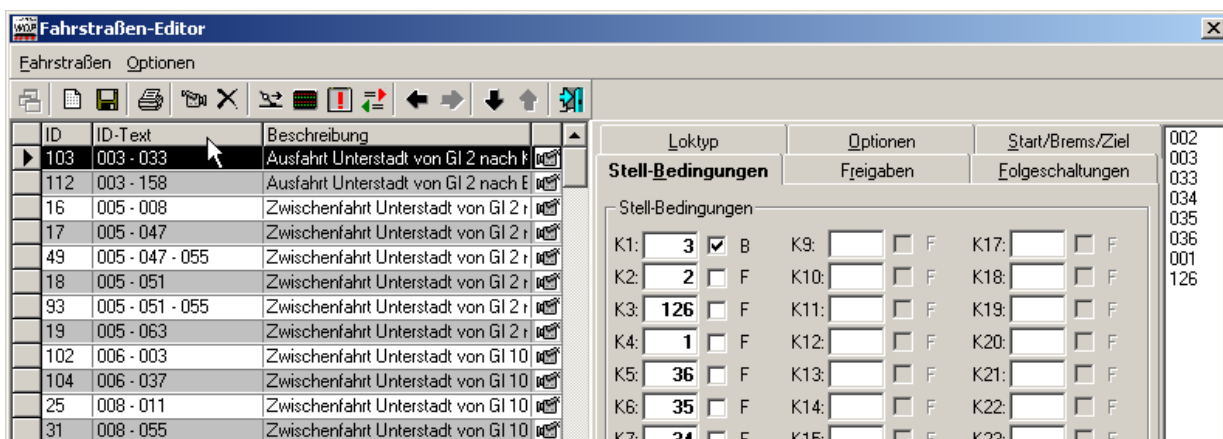 Fahrstraßen-Editor
Fahrstraßen Optionen
ID ID-Text Beschreibung
103 003 - 033 Ausfahrt Unterstadt von Gl 2 nach
112 003 - 158 Ausfahrt Unterstadt von Gl 2 nach
16 005 - 008 Zwischenfahrt Unterstadt von Gl 2
17 005 - 047 Zwischenfahrt Unterstadt von Gl 2
49 005 - 047 - 055 Zwischenfahrt Unterstadt von Gl 2
18 005 - 051 Zwischenfahrt Unterstadt von Gl 2
93 005 - 051 - 055 Zwischenfahrt Unterstadt von Gl 2
19 005 - 063 Zwischenfahrt Unterstadt von Gl 2
102 006 - 003 Zwischenfahrt Unterstadt von Gl 10
104 006 - 037 Zwischenfahrt Unterstadt von Gl 10
25 008 - 011 Zwischenfahrt Unterstadt von Gl 10
31 008 - 055 Zwischenfahrt Unterstadt von Gl 10
Loktyp Optionen Start/Brems/Ziel
Stell-Bedingungen Freigaben Folgeschaltungen
Stell-Bedingungen
K1: 3 B K9: F K17: F
K2: 2 F K10: F K18: F
K3: 126 F K11: F K19: F
K4: 1 F K12: F K20: F
K5: 36 F K13: F K21: F
K6: 35 F K14: F K22: F
K7: 34 F K15: F K23: F
002
003
033
034
035
036
001
126